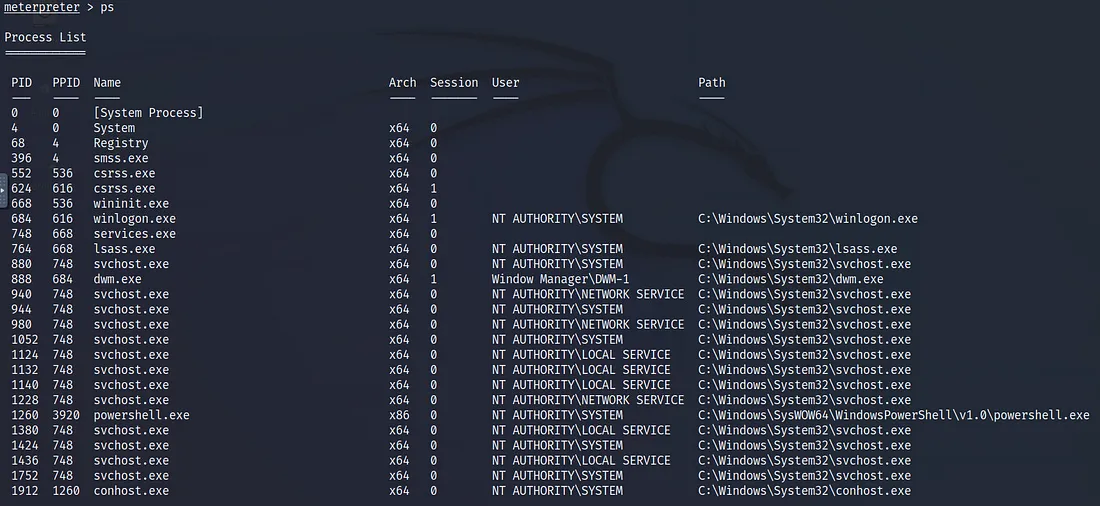 meterpreter > ps
Process List
============
PID PPID Name Arch Session User Path
--- ---- ---- ---- ------- ---- ----
0 0 [System Process]
4 0 System x64 0
68 4 Registry x64 0
396 4 smss.exe x64 0
552 536 csrss.exe x64 0
624 616 csrss.exe x64 1
668 536 wininit.exe x64 0
684 616 winlogon.exe x64 1 NT AUTHORITY\SYSTEM C:\Windows\System32\winlogon.exe
748 668 services.exe x64 0
764 668 lsass.exe x64 0 NT AUTHORITY\SYSTEM C:\Windows\System32\lsass.exe
880 748 svchost.exe x64 0 NT AUTHORITY\SYSTEM C:\Windows\System32\svchost.exe
888 684 dwm.exe x64 1 Window Manager\DWM-1 C:\Windows\System32\dwm.exe
940 748 svchost.exe x64 0 NT AUTHORITY\NETWORK SERVICE C:\Windows\System32\svchost.exe
944 748 svchost.exe x64 0 NT AUTHORITY\SYSTEM C:\Windows\System32\svchost.exe
980 748 svchost.exe x64 0 NT AUTHORITY\NETWORK SERVICE C:\Windows\System32\svchost.exe
1052 748 svchost.exe x64 0 NT AUTHORITY\SYSTEM C:\Windows\System32\svchost.exe
1124 748 svchost.exe x64 0 NT AUTHORITY\LOCAL SERVICE C:\Windows\System32\svchost.exe
1132 748 svchost.exe x64 0 NT AUTHORITY\LOCAL SERVICE C:\Windows\System32\svchost.exe
1140 748 svchost.exe x64 0 NT AUTHORITY\LOCAL SERVICE C:\Windows\System32\svchost.exe
1228 748 svchost.exe x64 0 NT AUTHORITY\NETWORK SERVICE C:\Windows\System32\svchost.exe
1260 3920 powershell.exe x86 0 NT AUTHORITY\SYSTEM C:\Windows\SysWOW64\WindowsPowerShell\v1.0\powershell.exe
1380 748 svchost.exe x64 0 NT AUTHORITY\LOCAL SERVICE C:\Windows\System32\svchost.exe
1424 748 svchost.exe x64 0 NT AUTHORITY\SYSTEM C:\Windows\System32\svchost.exe
1436 748 svchost.exe x64 0 NT AUTHORITY\LOCAL SERVICE C:\Windows\System32\svchost.exe
1752 748 svchost.exe x64 0 NT AUTHORITY\SYSTEM C:\Windows\System32\svchost.exe
1912 1260 conhost.exe x64 0 NT AUTHORITY\SYSTEM C:\Windows\System32\conhost.exe